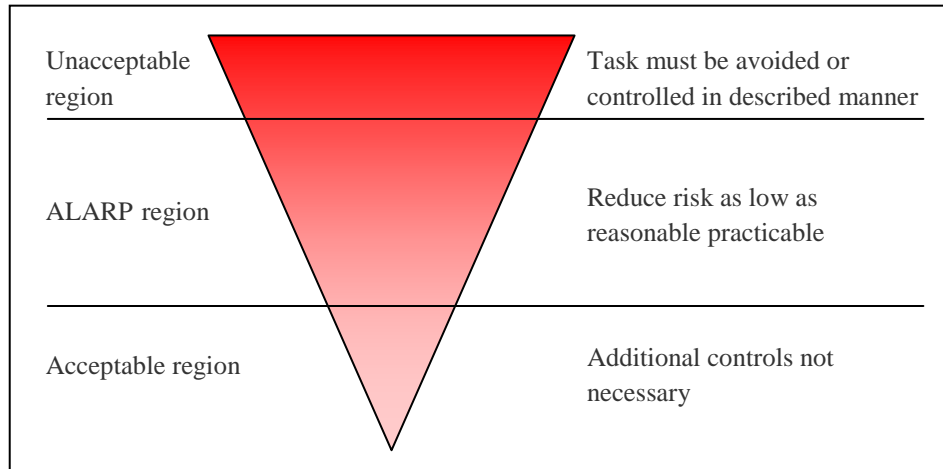 Unacceptable
region
Task must be avoided or
controlled in described manner
ALARP region
Reduce risk as low as
reasonable practicable
Acceptable region
Additional controls not
necessary